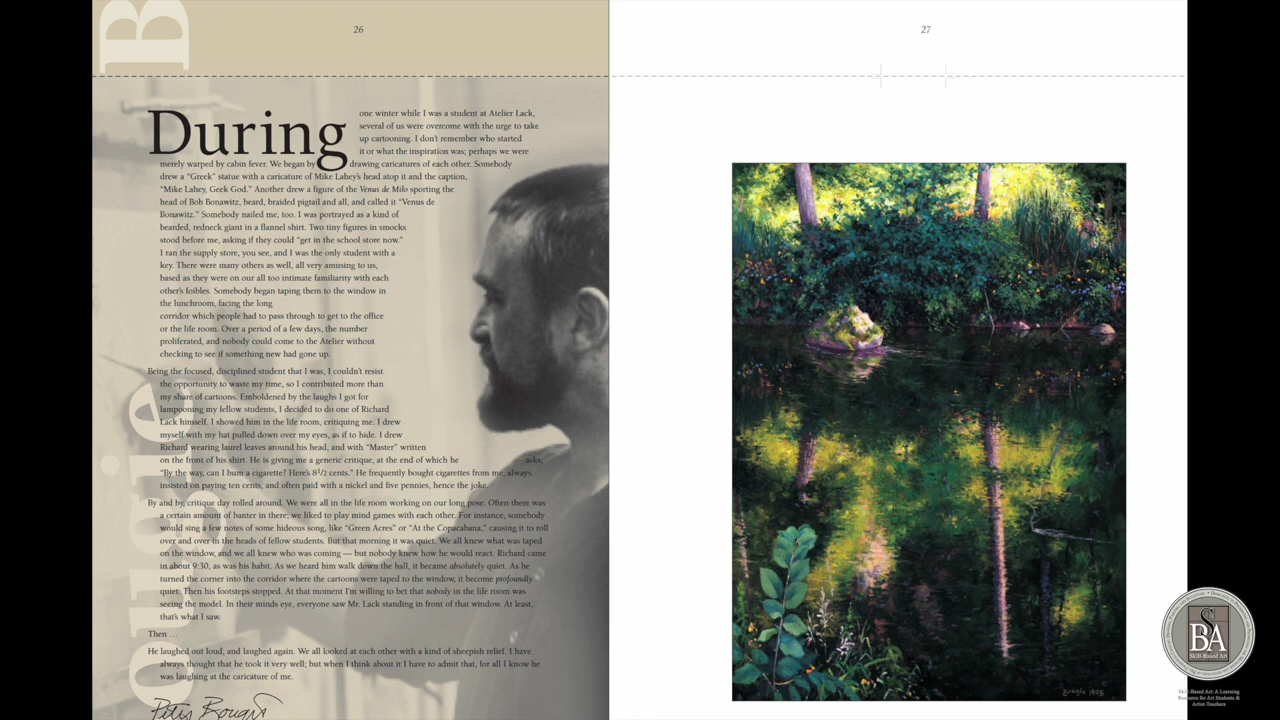 26
27
During one winter while I was a student at Atelier Lack,
several of us were overcome with the urge to take
up cartooning. I don't remember who started
it or what the inspiration was; perhaps we were
merely warped by cabin fever. We began by drawing caricatures of each other. Somebody
drew a “Greek” statue with a caricature of Mike Lahey's head atop it and the caption,
“Mike Lahey, Geek God.” Another drew a figure of the Venus de Milo sporting the
head of Bob Bonawitz, beard, braided pigtail and all, and called it “Venus de
Bonawitz.” Somebody nailed me, too. I was portrayed as a kind of
bearded, redneck giant in a flannel shirt. Two tiny figures in smocks
stood before me, asking if they could “get in the school store now.”
I ran the supply store, you see, and I was the only student with a
key. There were many others as well, all very amusing to us,
based as they were on our all too intimate familiarity with each
other's foibles. Somebody began taping them to the window in
the lunchroom, facing the long
corridor which people had to pass through to get to the office
or the life room. Over a period of a few days, the number
proliferated, and nobody could come to the Atelier without
checking to see if something new had gone up.
Being the focused, disciplined student that I was, I couldn't resist
the opportunity to waste my time, so I contributed more than
my share of cartoons. Emboldened by the laughs I got for
lampooning my fellow students, I decided to do one of Richard
Lack himself. I showed him in the life room, critiquing me. I drew
myself with my hat pulled down over my eyes, as if to hide. I drew
Richard wearing laurel leaves around his head, and with “Master” written
on the front of his shirt. He is giving me a generic critique, at the end of which he asks,
“By the way, can I bum a cigarette? Here's 8½ cents.” He frequently bought cigarettes from me, always
insisted on paying ten cents, and often paid with a nickel and five pennies, hence the joke.
By and by, critique day rolled around. We were all in the life room working on our long pose. Often there was
a certain amount of banter in there; we liked to play mind games with each other. For instance, somebody
would sing a few notes of some hideous song, like “Green Acres” or “At the Copacabana,” causing it to roll
over and over in the heads of fellow students. But that morning it was quiet. We all knew what was taped
on the window, and we all knew who was coming — but nobody knew how he would react. Richard came
in about 9:30, as was his habit. As we heard him walk down the hall, it became absolutely quiet. As he
turned the corner into the corridor where the cartoons were taped to the window, it become profoundly
quiet. Then his footsteps stopped. At that moment I'm willing to bet that nobody in the life room was
seeing the model. In their minds eye, everyone saw Mr. Lack standing in front of that window. At least,
that's what I saw.
Then …
He laughed out loud, and laughed again. We all looked at each other with a kind of sheepish relief. I have
always thought that he took it very well; but when I think about it I have to admit that, for all I know he
was laughing at the caricature of me.
SBA
Skill-Based Art
Skill-Based Art: A Learning
Resource for Art Students &
Artist-Teachers